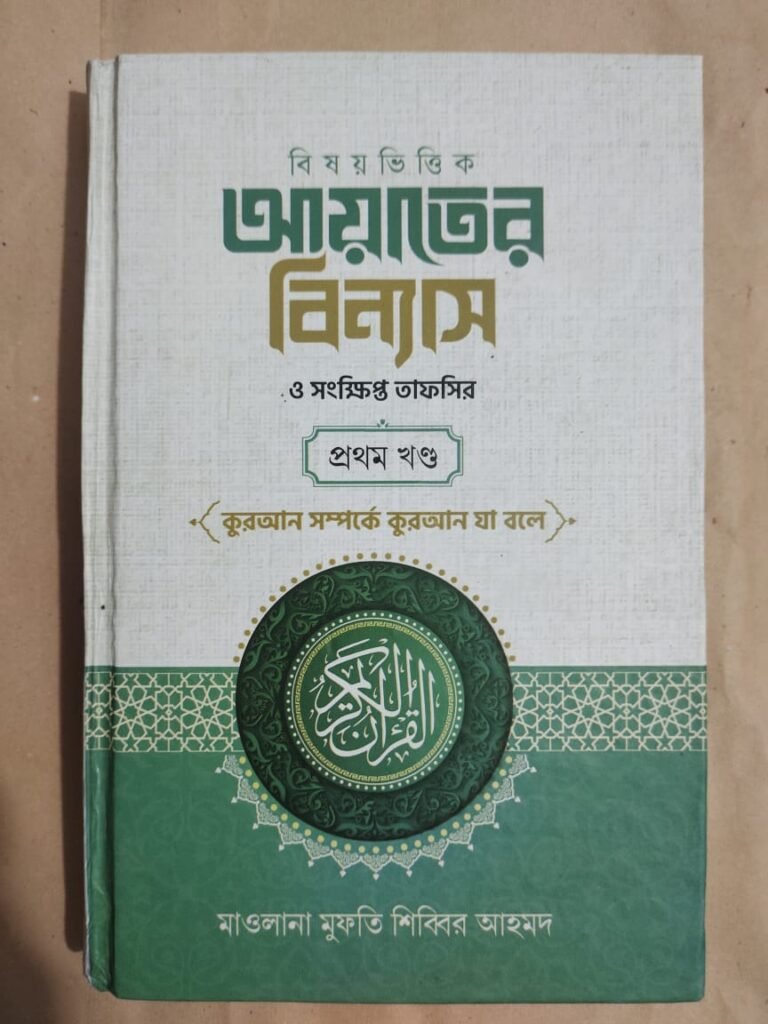 বিষয়ভিত্তিক
আয়াতের
বিন্যাস
ও সংক্ষিপ্ত তাফসির
প্রথম খণ্ড
কুরআন সম্পর্কে কুরআন যা বলে
القرآن الكريم
মাওলানা মুফতি শিব্বির আহমদ